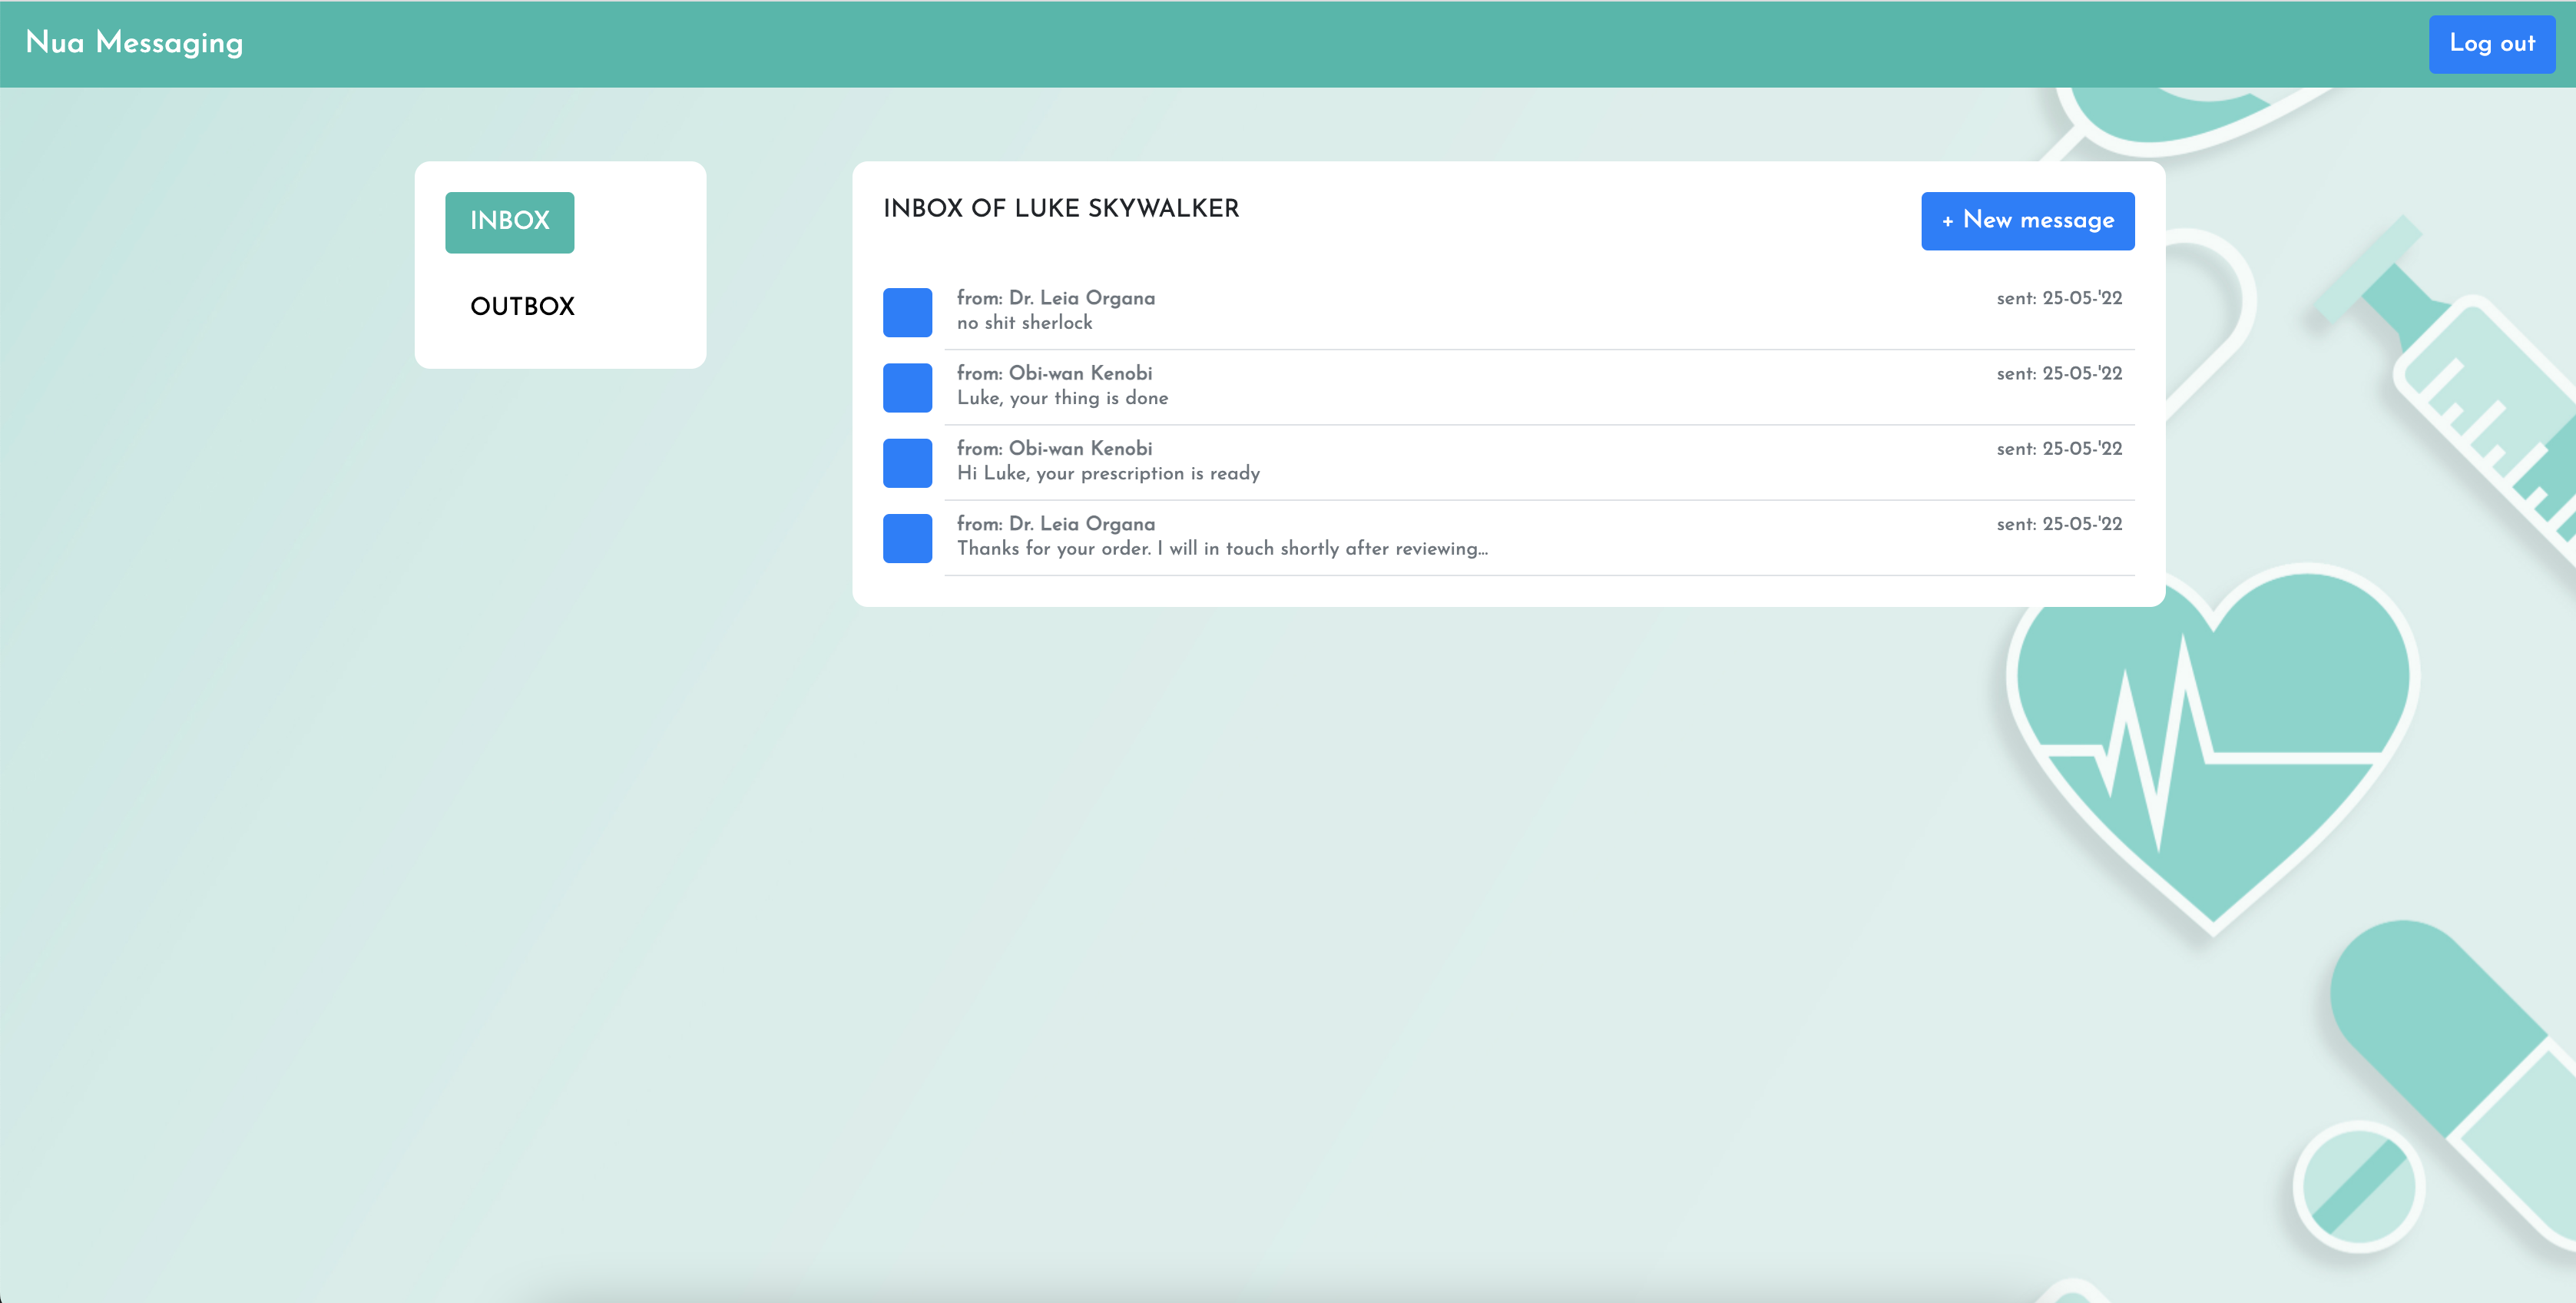 Nua Messaging
Log out
INBOX
OUTBOX
INBOX OF LUKE SKYWALKER
+ New message
from: Dr. Leia Organa sent: 25-05-'22
no shit sherlock
from: Obi-wan Kenobi sent: 25-05-'22
Luke, your thing is done
from: Obi-wan Kenobi sent: 25-05-'22
Hi Luke, your prescription is ready
from: Dr. Leia Organa sent: 25-05-'22
Thanks for your order. I will in touch shortly after reviewing...